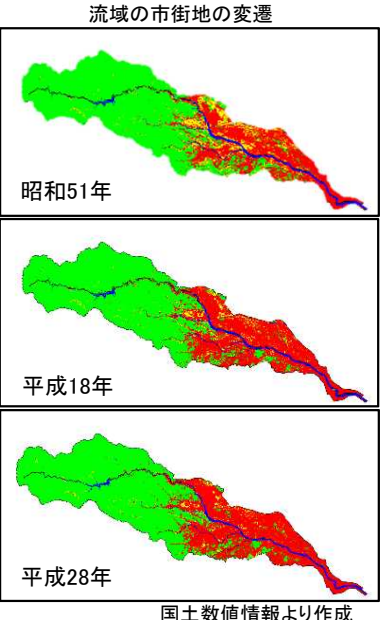 流域の市街地の変遷
昭和51年
平成18年
平成28年
国土数値情報より作成